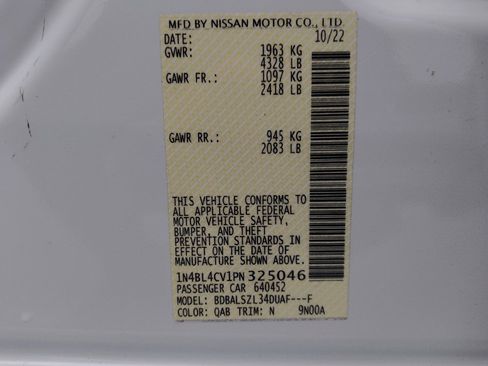 MFD BY NISSAN MOTOR CO., LTD.
DATE: 10/22
GVWR: 1963 KG
4328 LB
GAWR FR.: 1097 KG
2418 LB
GAWR RR.: 945 KG
2083 LB
THIS VEHICLE CONFORMS TO
ALL APPLICABLE FEDERAL
MOTOR VEHICLE SAFETY,
BUMPER, AND THEFT
PREVENTION STANDARDS IN
EFFECT ON THE DATE OF
MANUFACTURE SHOWN ABOVE.
1N4BL4CV1PN325046
PASSENGER CAR 640452
MODEL: BDBALSZL34DUAF---F
COLOR: QAB TRIM: N 9N00A